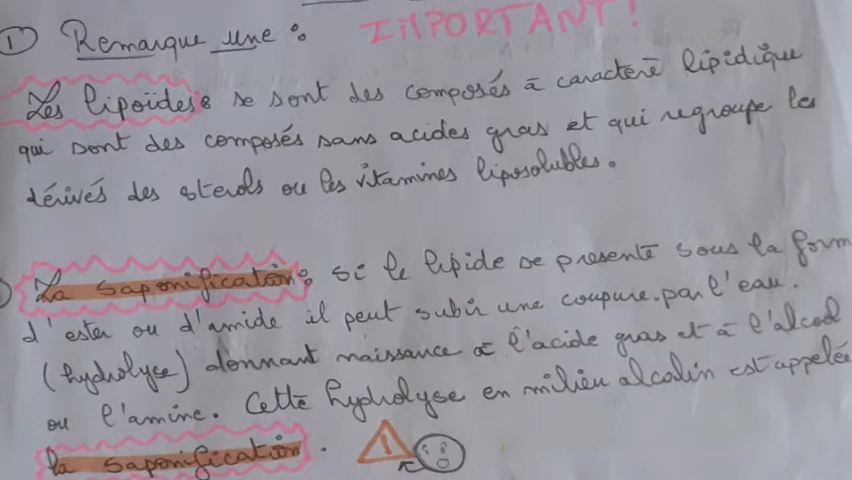 ① Remarque une : IMPORTANT !
Les lipoïdes : se sont des composés à caractère lipidique
qui sont des composés sans acides gras et qui regroupe les
dérivés des sterols ou les vitamines liposolubles.
La saponification : si le lipide se presente sous la form
d'ester ou d'amide il peut subir une coupure par l'eau.
(hydrolyce) donnant naissance à l'acide gras et à l'alcool
ou l'amine. Cette hydrolyse en milieu alcalin est appelée
la saponification.